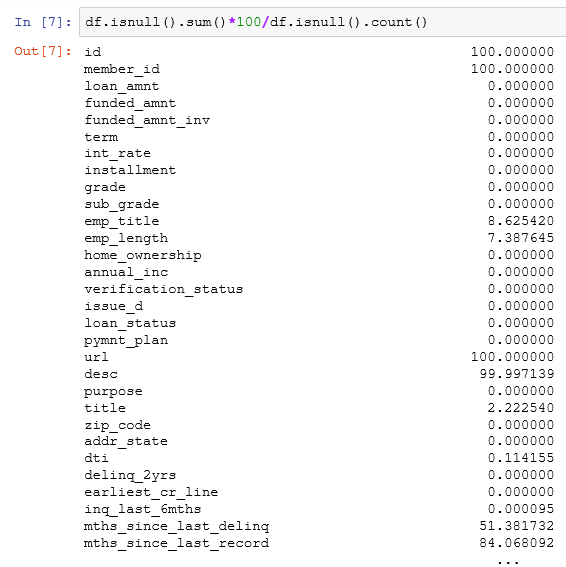 In [7]: df.isnull().sum()*100/df.isnull().count()
Out[7]: id 100.000000
member_id 100.000000
loan_amnt 0.000000
funded_amnt 0.000000
funded_amnt_inv 0.000000
term 0.000000
int_rate 0.000000
installment 0.000000
grade 0.000000
sub_grade 0.000000
emp_title 8.625420
emp_length 7.387645
home_ownership 0.000000
annual_inc 0.000000
verification_status 0.000000
issue_d 0.000000
loan_status 0.000000
pymnt_plan 0.000000
url 100.000000
desc 99.997139
purpose 0.000000
title 2.222540
zip_code 0.000000
addr_state 0.000000
dti 0.114155
delinq_2yrs 0.000000
earliest_cr_line 0.000000
inq_last_6mths 0.000095
mths_since_last_delinq 51.381732
mths_since_last_record 84.068092
...